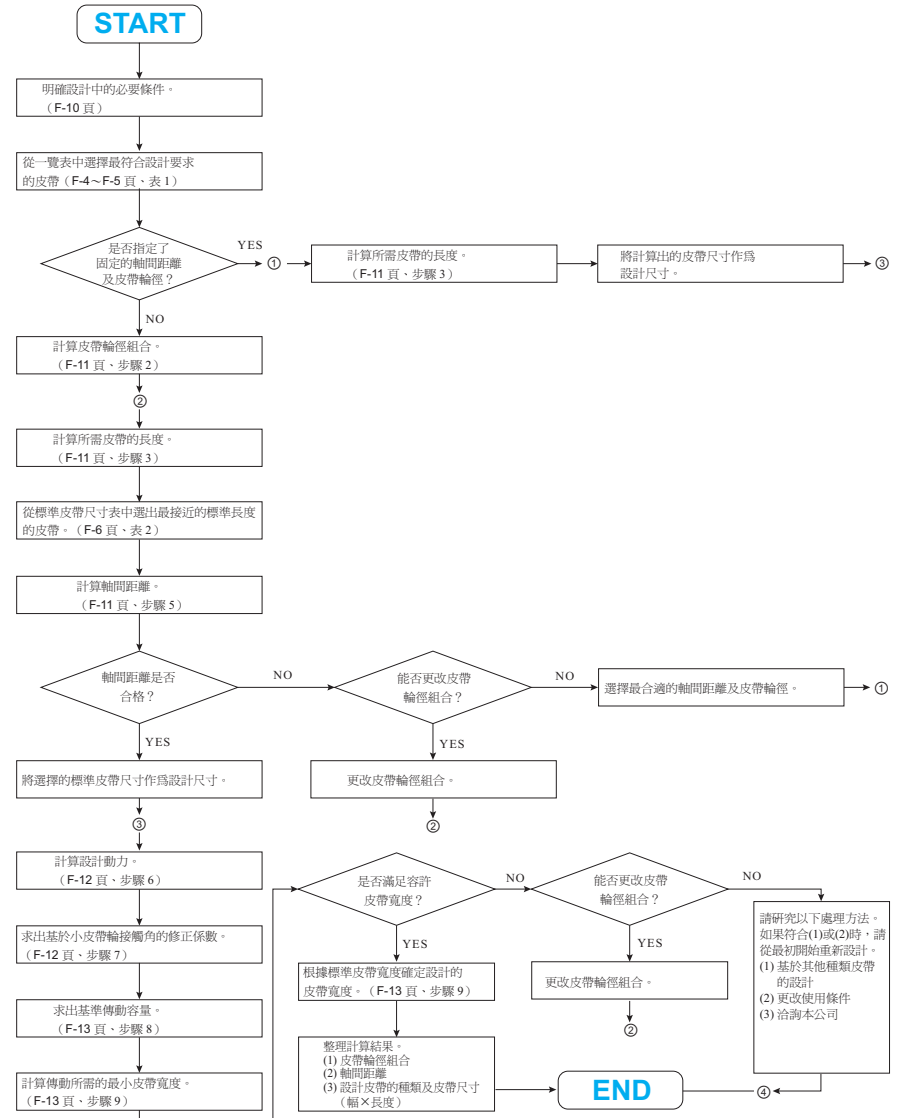 START
明確設計中的必要條件。
（F-10 頁）
從一覽表中選擇最符合設計要求
的皮帶（F-4～F-5 頁、表 1）
是否指定了
固定的軸間距離
及皮帶輪徑？
YES
①
計算所需皮帶的長度。
（F-11 頁、步驟 3）
將計算出的皮帶尺寸作爲
設計尺寸。
③
NO
計算皮帶輪徑組合。
（F-11 頁、步驟 2）
②
計算所需皮帶的長度。
（F-11 頁、步驟 3）
從標準皮帶尺寸表中選出最接近的標準長度
的皮帶。（F-6 頁、表 2）
計算軸間距離。
（F-11 頁、步驟 5）
軸間距離是否
合格？
NO
能否更改皮帶
輪徑組合？
NO
選擇最合適的軸間距離及皮帶輪徑。
①
YES
將選擇的標準皮帶尺寸作爲設計尺寸。
YES
更改皮帶輪徑組合。
②
③
計算設計動力。
（F-12 頁、步驟 6）
求出基於小皮帶輪接觸角的修正係數。
（F-12 頁、步驟 7）
求出基準傳動容量。
（F-13 頁、步驟 8）
計算傳動所需的最小皮帶寬度。
（F-13 頁、步驟 9）
是否滿足容許
皮帶寬度？
NO
能否更改皮帶
輪徑組合？
NO
YES
根據標準皮帶寬度確定設計的
皮帶寬度。（F-13 頁、步驟 9）
YES
更改皮帶輪徑組合。
②
請研究以下處理方法。
如果符合(1)或(2)時，請
從最初開始重新設計。
(1) 基於其他種類皮帶
的設計
(2) 更改使用條件
(3) 洽詢本公司
整理計算結果。
(1) 皮帶輪徑組合
(2) 軸間距離
(3) 設計皮帶的種類及皮帶尺寸
（幅×長度）
END
④